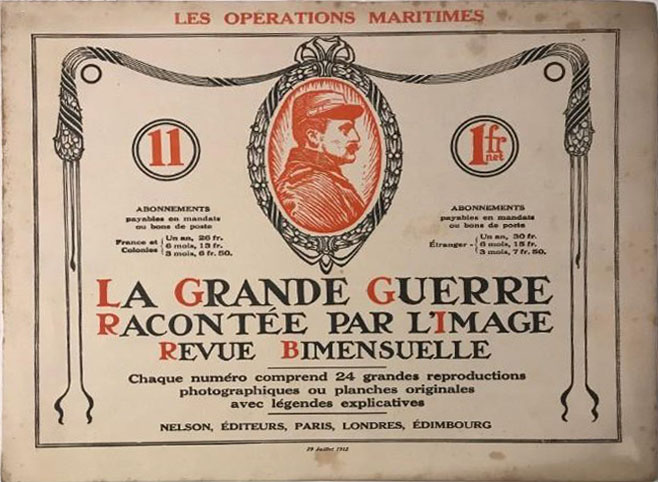 LES OPERATIONS MARITIMES
11
1fr
net
ABONNEMENTS
payables en mandats
ou bons de poste
France et
Colonies
Un an, 26 fr.
6 mois, 13 fr.
3 mois, 6 fr. 50.
ABONNEMENTS
payables en mandats
ou bons de poste
Étranger -
Un an, 30 fr.
6 mois, 15 fr.
3 mois, 7 fr. 50.
LA GRANDE GUERRE
RACONTÉE PAR L'IMAGE
REVUE BIMENSUELLE
Chaque numéro comprend 24 grandes reproductions
photographiques ou planches originales
avec légendes explicatives
NELSON, ÉDITEURS, PARIS, LONDRES, ÉDIMBOURG
Juillet